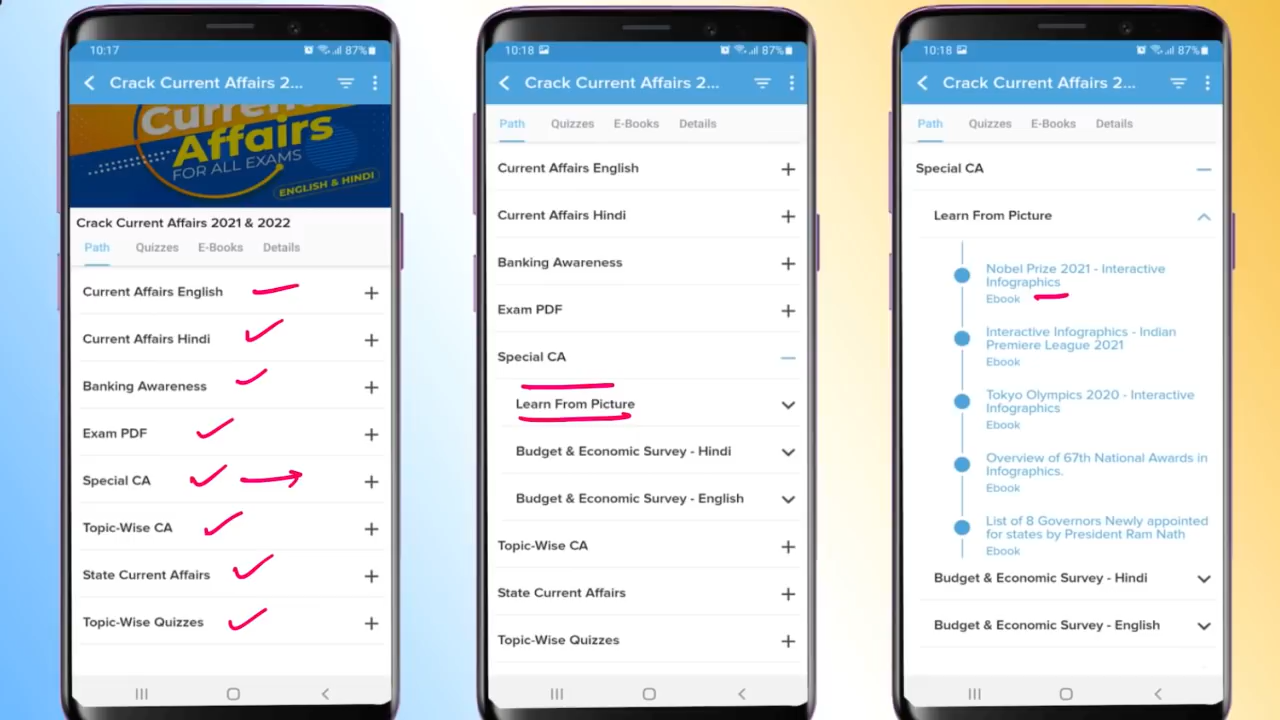 10:17
87%
Crack Current Affairs 2...
Current
Affairs
FOR ALL EXAMS
ENGLISH & HINDI
Crack Current Affairs 2021 & 2022
Path Quizzes E-Books Details
Current Affairs English
Current Affairs Hindi
Banking Awareness
Exam PDF
Special CA
Topic-Wise CA
State Current Affairs
Topic-Wise Quizzes
10:18
87%
Crack Current Affairs 2...
Path Quizzes E-Books Details
Current Affairs English
Current Affairs Hindi
Banking Awareness
Exam PDF
Special CA
Learn From Picture
Budget & Economic Survey - Hindi
Budget & Economic Survey - English
Topic-Wise CA
State Current Affairs
Topic-Wise Quizzes
10:18
87%
Crack Current Affairs 2...
Path Quizzes E-Books Details
Special CA
Learn From Picture
Nobel Prize 2021 - Interactive
Infographics
Ebook
Interactive Infographics - Indian
Premiere League 2021
Ebook
Tokyo Olympics 2020 - Interactive
Infographics
Ebook
Overview of 67th National Awards in
Infographics.
Ebook
List of 8 Governors Newly appointed
for states by President Ram Nath
Ebook
Budget & Economic Survey - Hindi
Budget & Economic Survey - English